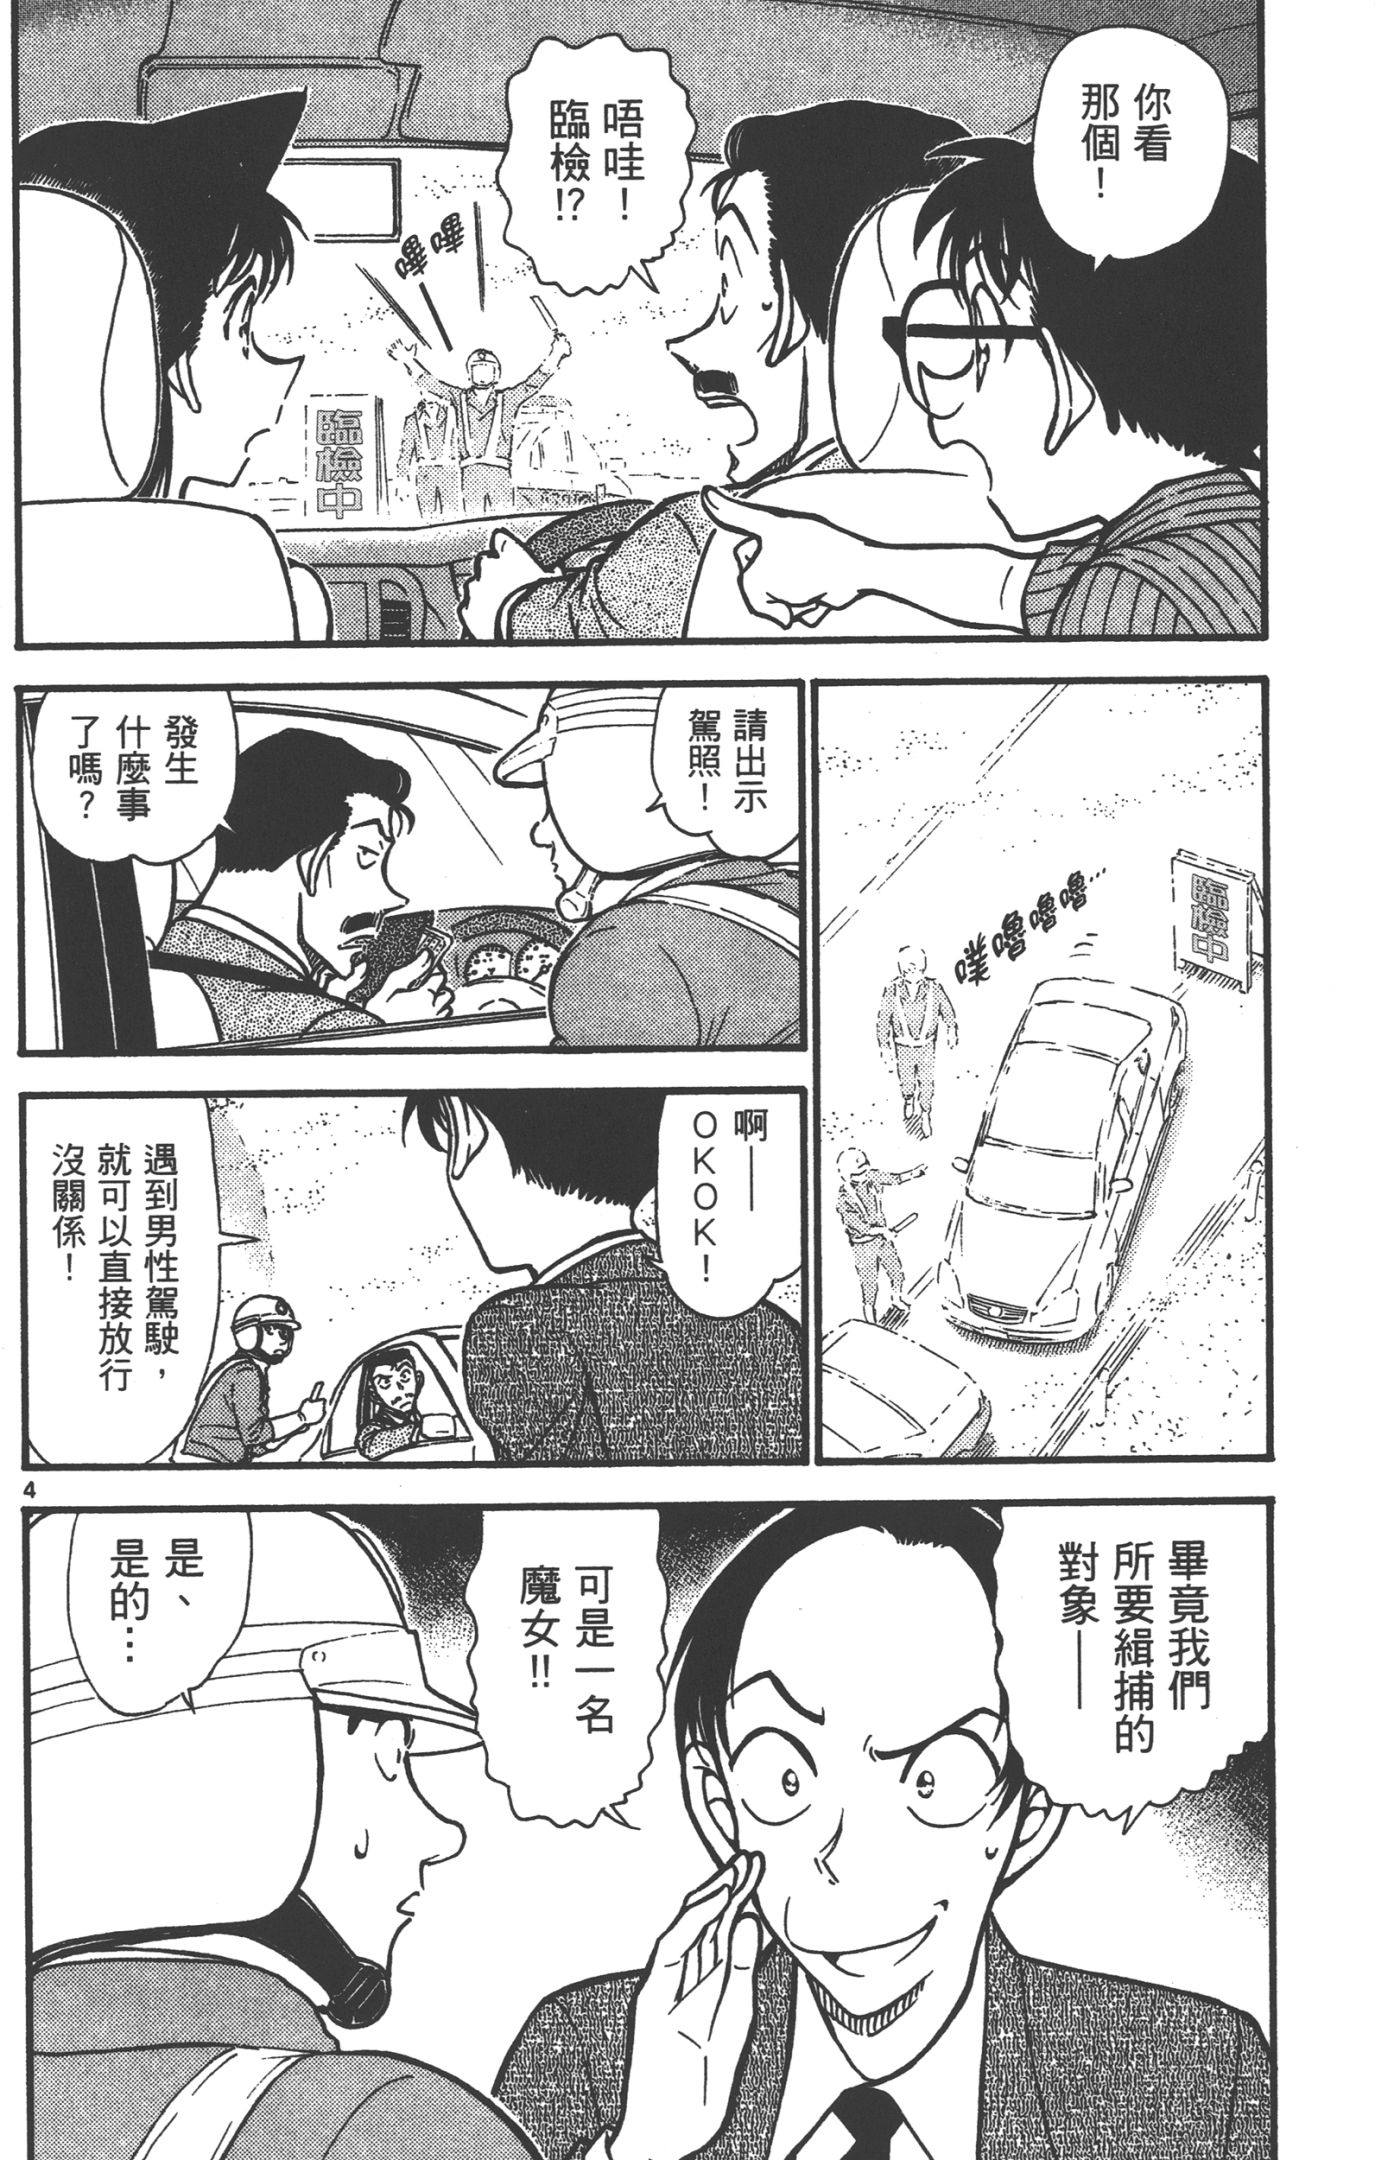 你看
那個！
唔哇！
臨檢!?
嗶
嗶
臨檢中
臨檢中
噗嚕嚕嚕…
請出示
駕照！
發生
什麼事
了嗎？
啊——
OKOK！
遇到男性駕駛，
就可以直接放行
沒關係！
畢竟我們
所要緝捕的
對象——
可是一名
魔女!!
是、
是的…
4